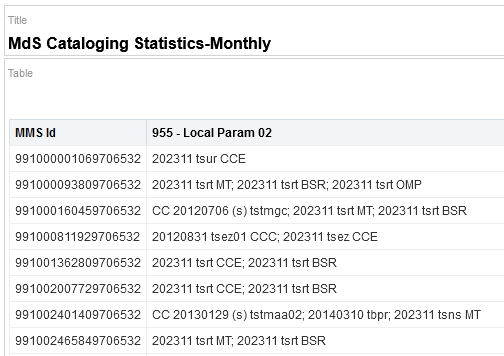 Title
MdS Cataloging Statistics-Monthly
Table
MMS Id 955 - Local Param 02
991000001069706532 202311 tsur CCE
991000093809706532 202311 tsrt MT; 202311 tsrt BSR; 202311 tsrt OMP
991000160459706532 CC 20120706 (s) tstmgc; 202311 tsrt MT; 202311 tsrt BSR
991000811929706532 20120831 tsez01 CCC; 202311 tsez CCE
991001362809706532 202311 tsrt CCE; 202311 tsrt BSR
991002007729706532 202311 tsrt CCE; 202311 tsrt BSR
991002401409706532 CC 20130129 (s) tstmaa02; 20140310 tbpr; 202311 tsns MT
991002465849706532 202311 tsrt MT; 202311 tsrt BSR